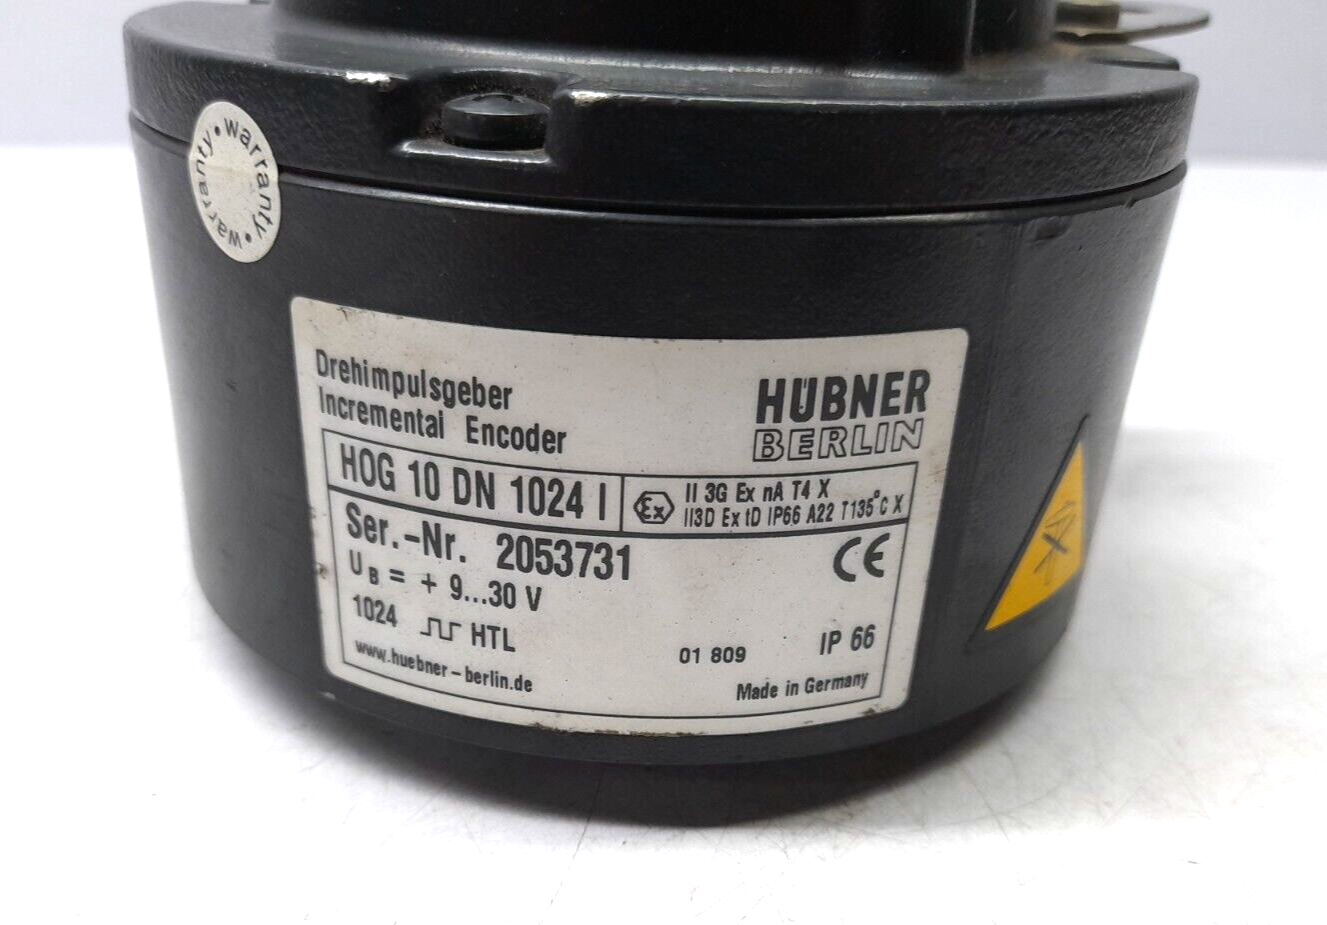 warranty • warranty •
Drehimpulsgeber
Incremental Encoder
HÜBNER
BERLIN
HOG 10 DN 1024 I
Ex II 3G Ex nA T4 X
II3D Ex tD IP66 A22 T135°C X
Ser.-Nr. 2053731
CE
UB = + 9...30 V
1024 HTL
01 809
IP 66
www.huebner-berlin.de
Made in Germany